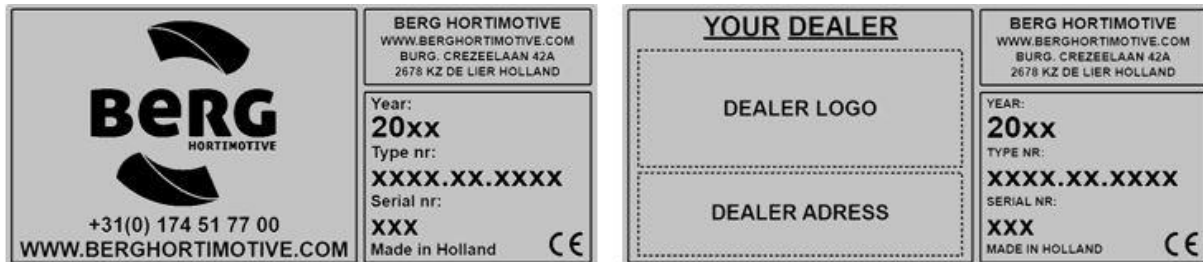 BERG
HORTIMOTIVE
+31(0) 174 51 77 00
WWW.BERGHORTIMOTIVE.COM
BERG HORTIMOTIVE
WWW.BERGHORTIMOTIVE.COM
BURG. CREZEELAAN 42A
2678 KZ DE LIER HOLLAND
Year:
20xx
Type nr:
xxxx.xx.xxxx
Serial nr:
xxx
Made in Holland
CE
YOUR DEALER
DEALER LOGO
DEALER ADRESS
BERG HORTIMOTIVE
WWW.BERGHORTIMOTIVE.COM
BURG. CREZEELAAN 42A
2678 KZ DE LIER HOLLAND
YEAR:
20xx
TYPE NR:
xxxx.xx.xxxx
SERIAL NR:
xxx
MADE IN HOLLAND
CE